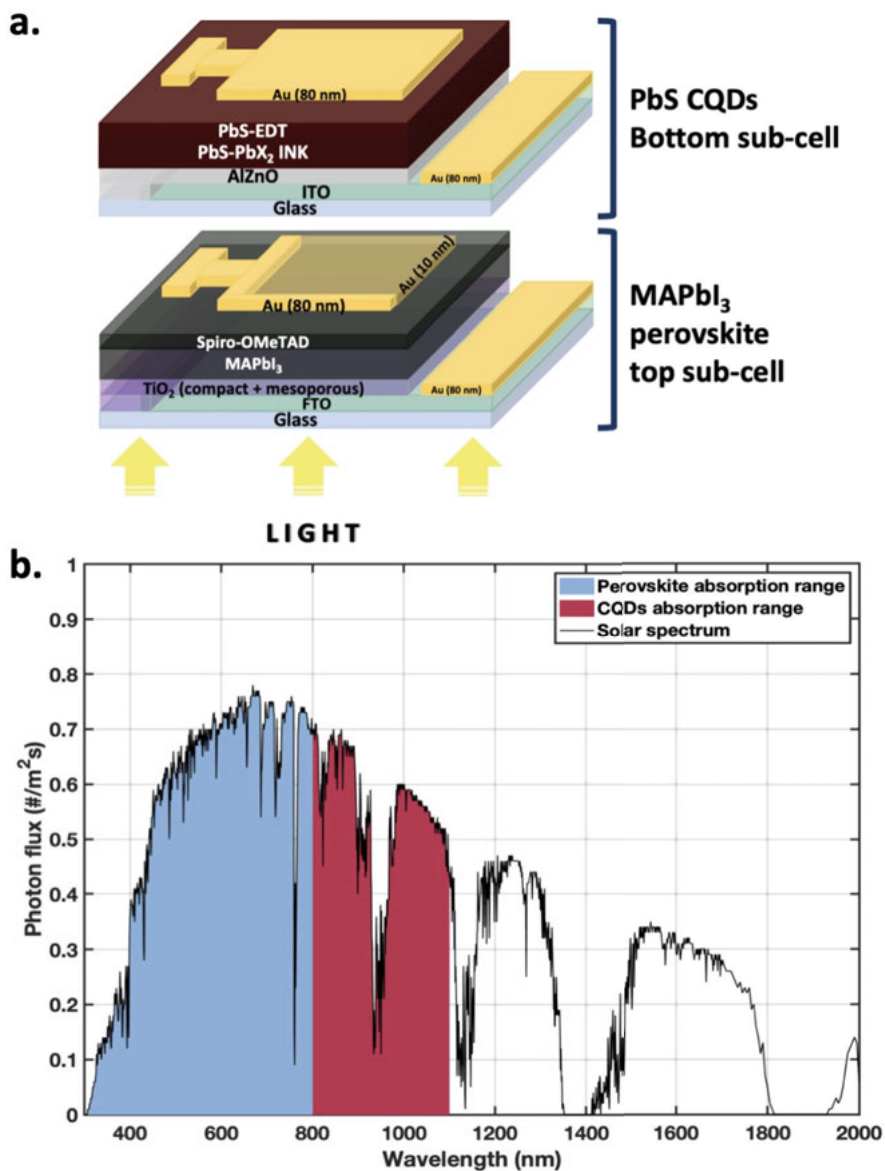 a.
Au (80 nm)
PbS-EDT
PbS-PbX₂ INK
AlZnO
ITO
Glass
Au (80 nm)
PbS CQDs
Bottom sub-cell
Au (10 nm)
Au (80 nm)
Spiro-OMeTAD
MAPbI₃
TiO₂ (compact + mesoporous)
FTO
Glass
Au (80 nm)
MAPbI₃
perovskite
top sub-cell
LIGHT
b.
Perovskite absorption range
CQDs absorption range
Solar spectrum
Photon flux (#/m²s)
1
0.9
0.8
0.7
0.6
0.5
0.4
0.3
0.2
0.1
0
400 600 800 1000 1200 1400 1600 1800 2000
Wavelength (nm)